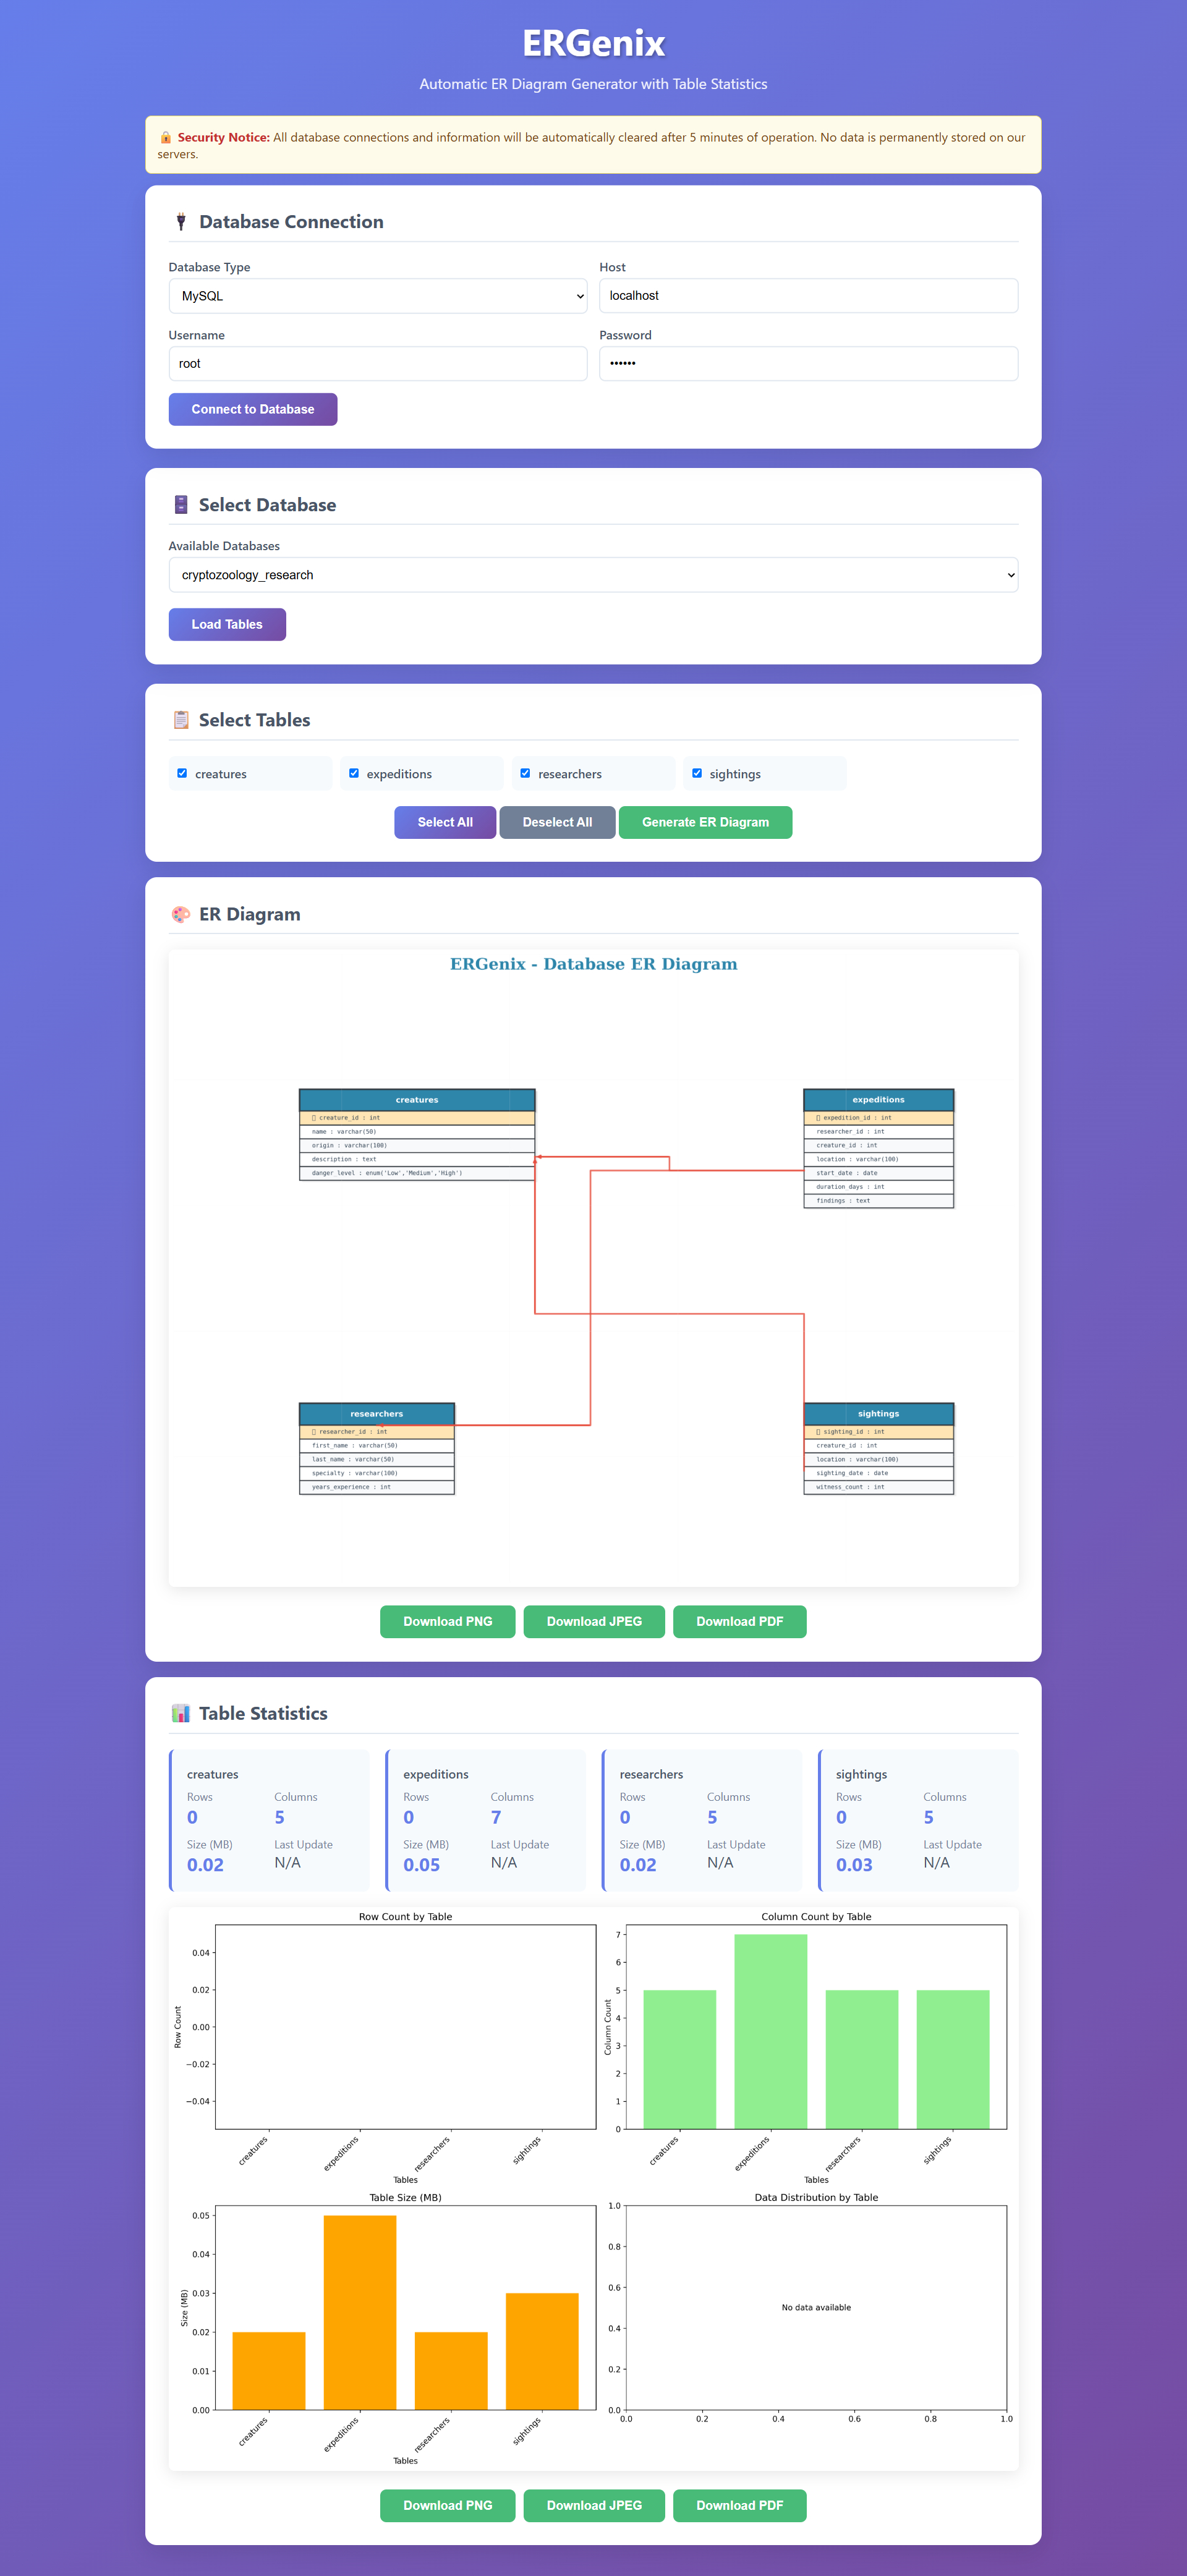 ERGenix
Automatic ER Diagram Generator with Table Statistics
Security Notice: All database connections and information will be automatically cleared after 5 minutes of operation. No data is permanently stored on our
servers.
Database Connection
Database Type
Host
MySQL
localhost
Username
Password
root
••••••
Connect to Database
Select Database
Available Databases
cryptozoology_research
Load Tables
Select Tables
creatures
expeditions
researchers
sightings
Select All
Deselect All
Generate ER Diagram
ER Diagram
ERGenix - Database ER Diagram
creatures
creature_id : int
name : varchar(50)
origin : varchar(100)
description : text
danger_level : enum('Low','Medium','High')
expeditions
expedition_id : int
researcher_id : int
creature_id : int
location : varchar(100)
start_date : date
duration_days : int
findings : text
researchers
researcher_id : int
first_name : varchar(50)
last_name : varchar(50)
specialty : varchar(100)
years_experience : int
sightings
sighting_id : int
creature_id : int
location : varchar(100)
sighting_date : date
witness_count : int
Download PNG
Download JPEG
Download PDF
Table Statistics
creatures
Rows
Columns
0
5
Size (MB)
Last Update
0.02
N/A
expeditions
Rows
Columns
0
7
Size (MB)
Last Update
0.05
N/A
researchers
Rows
Columns
0
5
Size (MB)
Last Update
0.02
N/A
sightings
Rows
Columns
0
5
Size (MB)
Last Update
0.03
N/A
Row Count by Table
Row Count
0.04
0.02
0.00
−0.02
−0.04
creatures
expeditions
researchers
sightings
Tables
Column Count by Table
Column Count
7
6
5
4
3
2
1
0
creatures
expeditions
researchers
sightings
Tables
Table Size (MB)
Size (MB)
0.05
0.04
0.03
0.02
0.01
0.00
creatures
expeditions
researchers
sightings
Tables
Data Distribution by Table
1.0
0.8
0.6
0.4
0.2
0.0
No data available
0.0
0.2
0.4
0.6
0.8
1.0
Download PNG
Download JPEG
Download PDF